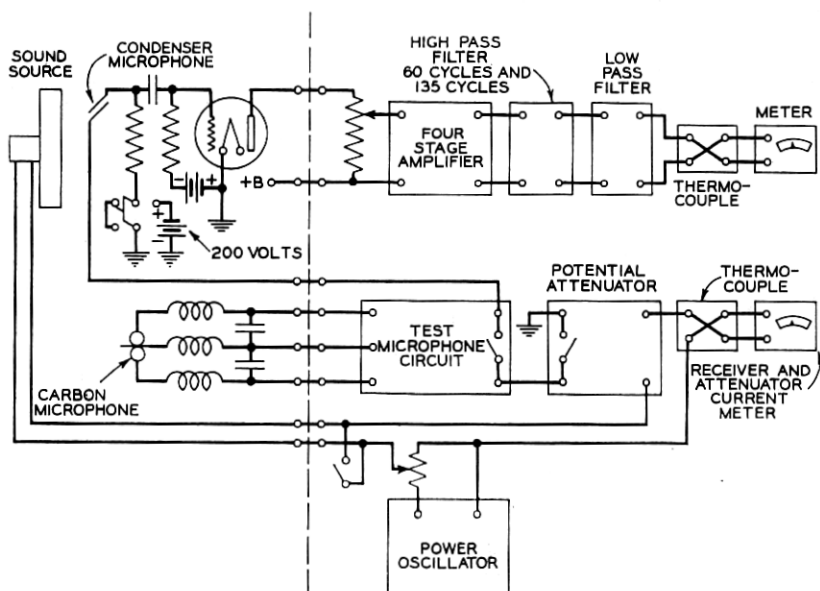 SOUND
SOURCE
CONDENSER
MICROPHONE
HIGH PASS
FILTER
60 CYCLES AND
135 CYCLES
LOW
PASS
FILTER
METER
FOUR
STAGE
AMPLIFIER
THERMO-
COUPLE
- +
+B
+
-
200 VOLTS
POTENTIAL
ATTENUATOR
THERMO-
COUPLE
TEST
MICROPHONE
CIRCUIT
CARBON
MICROPHONE
RECEIVER AND
ATTENUATOR
CURRENT
METER
POWER
OSCILLATOR